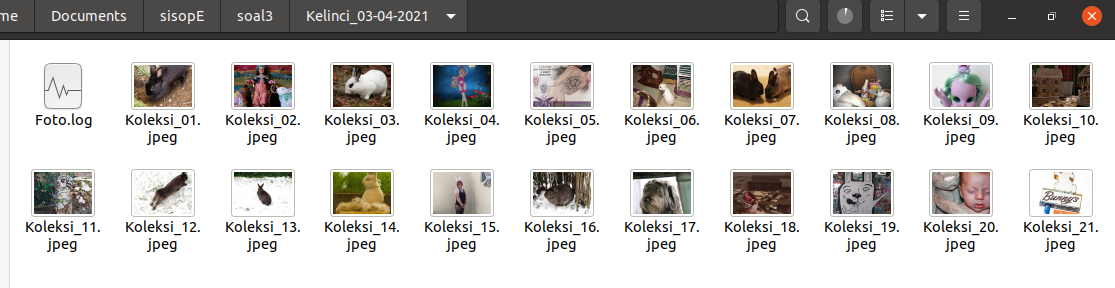 me Documents sisopE soal3 Kelinci_03-04-2021
Foto.log Koleksi_01.jpeg Koleksi_02.jpeg Koleksi_03.jpeg Koleksi_04.jpeg Koleksi_05.jpeg Koleksi_06.jpeg Koleksi_07.jpeg Koleksi_08.jpeg Koleksi_09.jpeg Koleksi_10.jpeg
Koleksi_11.jpeg Koleksi_12.jpeg Koleksi_13.jpeg Koleksi_14.jpeg Koleksi_15.jpeg Koleksi_16.jpeg Koleksi_17.jpeg Koleksi_18.jpeg Koleksi_19.jpeg Koleksi_20.jpeg Koleksi_21.jpeg
Bunny's